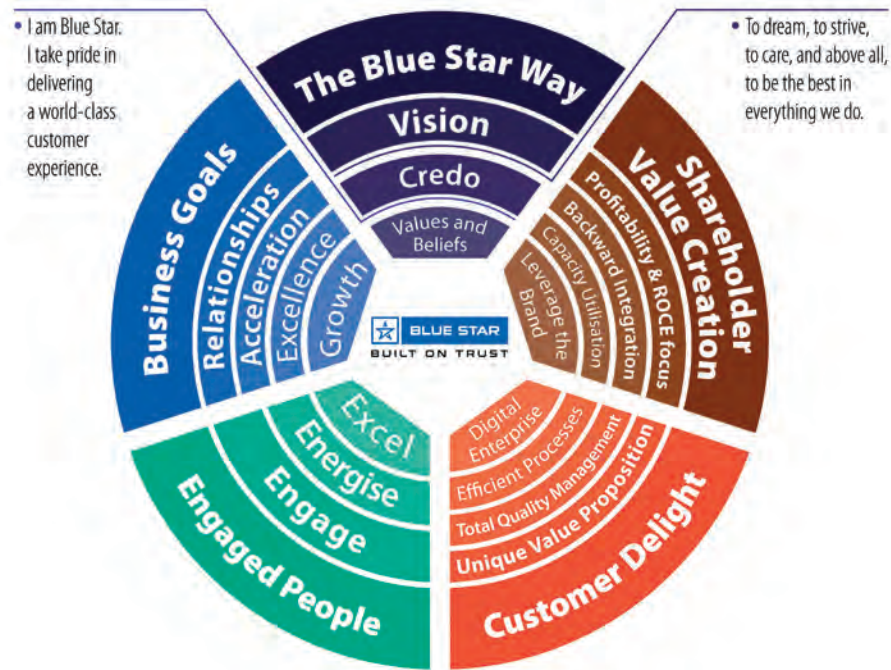 • I am Blue Star.
I take pride in
delivering
a world-class
customer
experience.
• To dream, to strive,
to care, and above all,
to be the best in
everything we do.
The Blue Star Way
Vision
Credo
Values and
Beliefs
Shareholder
Value Creation
Profitability & ROCE focus
Backward Integration
Capacity Utilisation
Leverage the
Brand
Customer Delight
Unique Value Proposition
Total Quality Management
Efficient Processes
Digital
Enterprise
Engaged People
Engage
Energise
Excel
Business Goals
Relationships
Acceleration
Excellence
Growth
BLUE STAR
BUILT ON TRUST